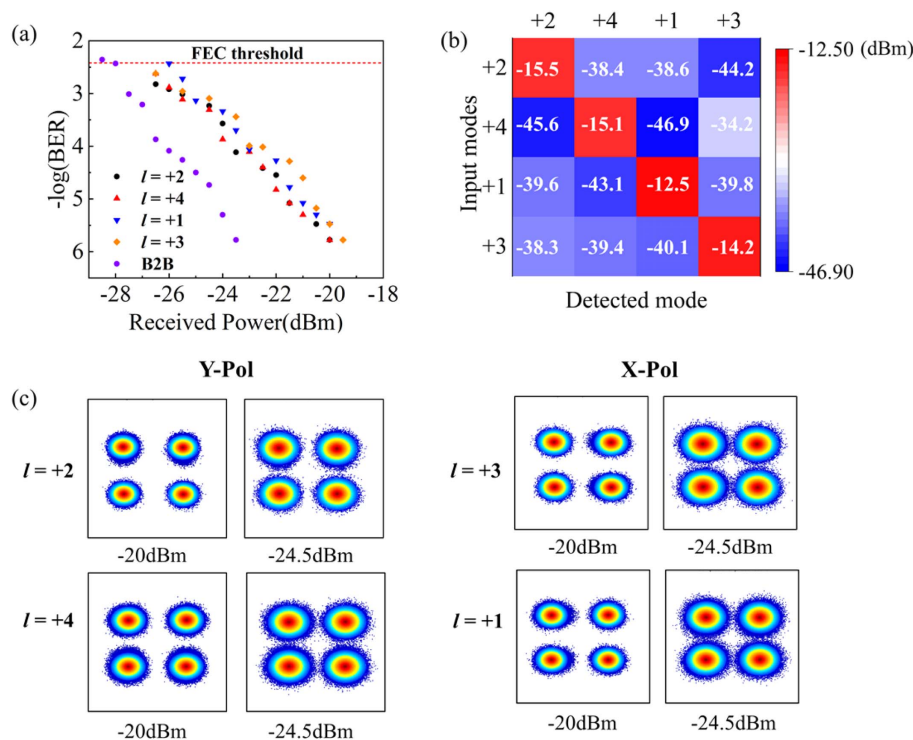 (a)
2
3
4
5
6
-log(BER)
FEC threshold
l = +2
l = +4
l = +1
l = +3
B2B
-28 -26 -24 -22 -20 -18
Received Power(dBm)
(b)
+2 +4 +1 +3
Input modes
+2 -15.5 -38.4 -38.6 -44.2
+4 -45.6 -15.1 -46.9 -34.2
+1 -39.6 -43.1 -12.5 -39.8
+3 -38.3 -39.4 -40.1 -14.2
Detected mode
-12.50 (dBm)
-46.90
(c)
Y-Pol
l = +2
-20dBm -24.5dBm
l = +4
-20dBm -24.5dBm
X-Pol
l = +3
-20dBm -24.5dBm
l = +1
-20dBm -24.5dBm